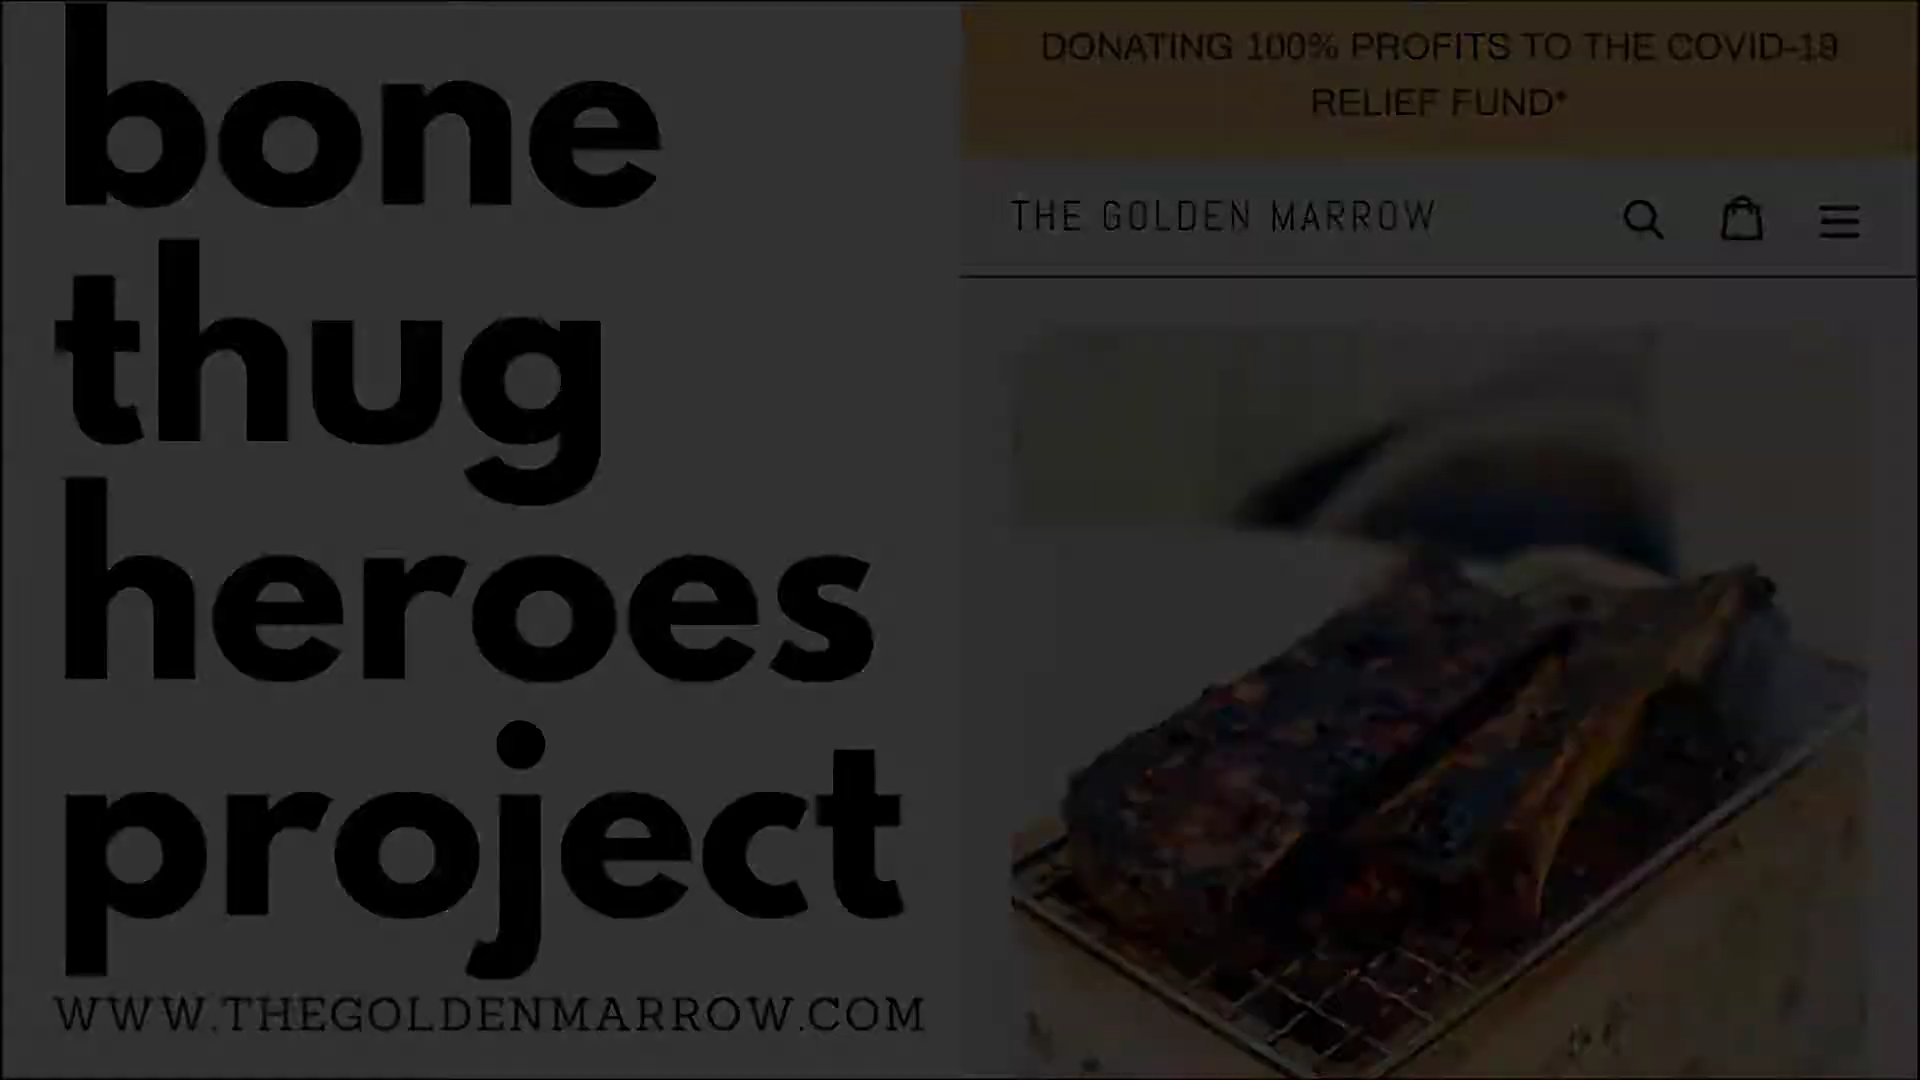 bone
thug
heroes
project
WWW.THEGOLDENMARROW.COM
DONATING 100% PROFITS TO THE COVID-19
RELIEF FUND*
THE GOLDEN MARROW